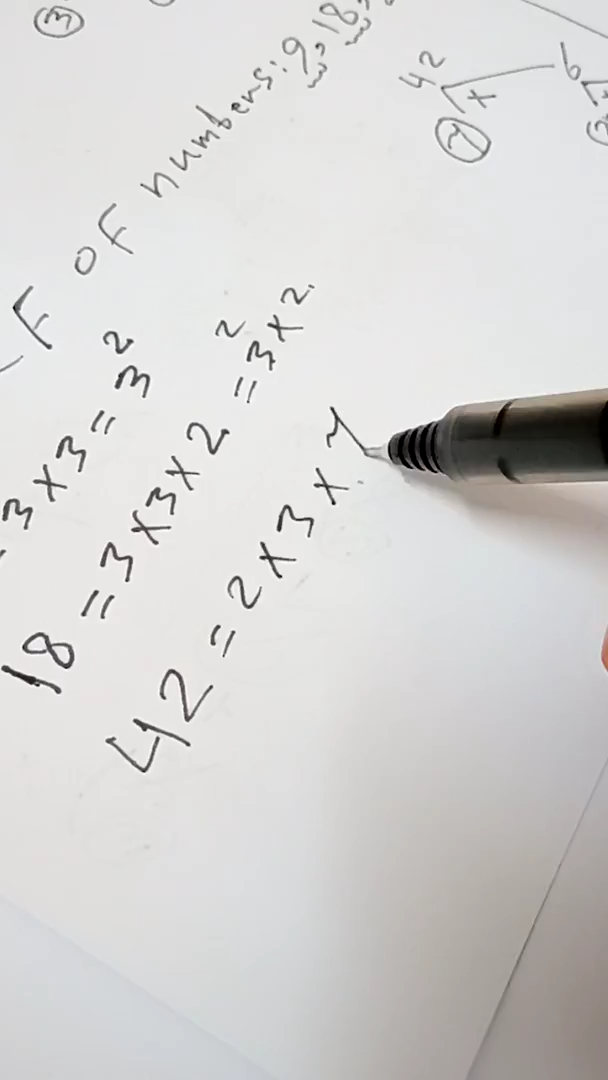 ③
F OF numbers: 9, 18,
42 6
⑦ x
3 x 3 = 3²
18 = 3 x 3 x 2 = 3² x 2.
42 = 2 x 3 x 7